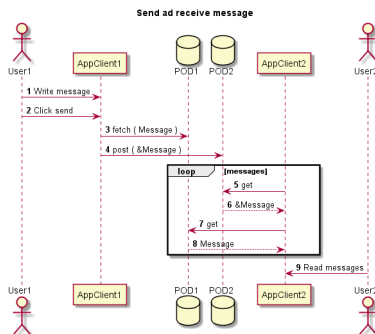 Send ad receive message
User1
AppClient1
POD1
POD2
AppClient2
User2
1 Write message
2 Click send
3 fetch ( Message )
4 post ( &Message )
loop [messages]
5 get
6 &Message
7 get
8 Message
9 Read messages
User1
AppClient1
POD1
POD2
AppClient2
User2